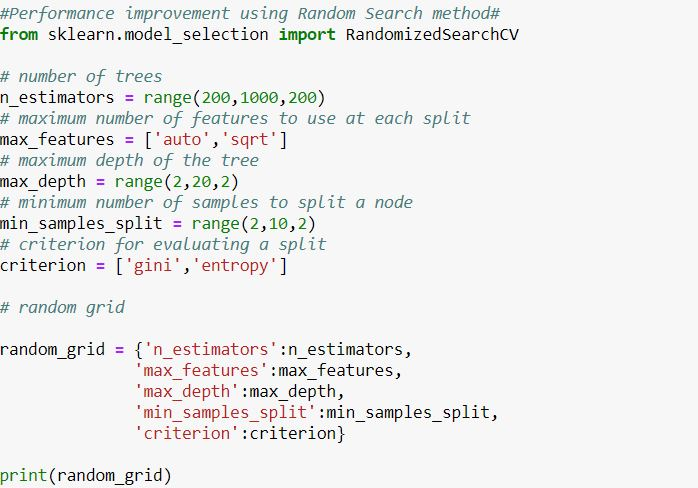 #Performance improvement using Random Search method#
from sklearn.model_selection import RandomizedSearchCV

# number of trees
n_estimators = range(200,1000,200)
# maximum number of features to use at each split
max_features = ['auto','sqrt']
# maximum depth of the tree
max_depth = range(2,20,2)
# minimum number of samples to split a node
min_samples_split = range(2,10,2)
# criterion for evaluating a split
criterion = ['gini','entropy']

# random grid

random_grid = {'n_estimators':n_estimators,
               'max_features':max_features,
               'max_depth':max_depth,
               'min_samples_split':min_samples_split,
               'criterion':criterion}

print(random_grid)